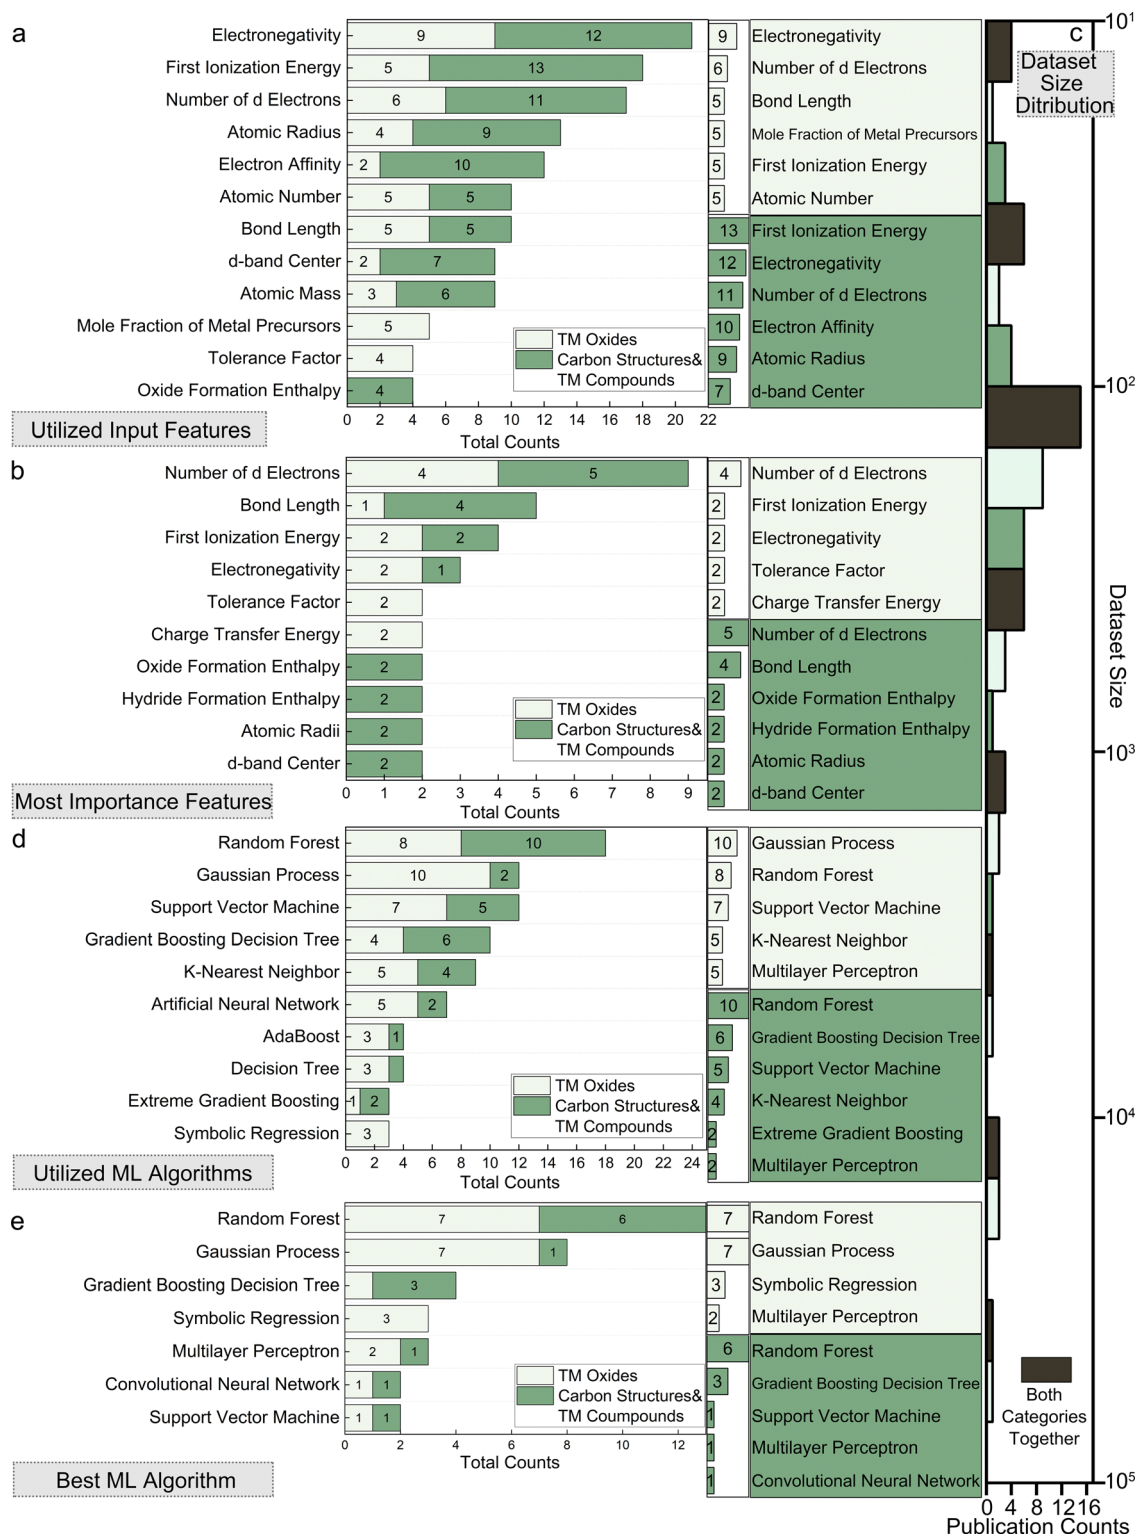 a
Electronegativity
First Ionization Energy
Number of d Electrons
Atomic Radius
Electron Affinity
Atomic Number
Bond Length
d-band Center
Atomic Mass
Mole Fraction of Metal Precursors
Tolerance Factor
Oxide Formation Enthalpy
9 12
5 13
6 11
4 9
2 10
5 5
5 5
2 7
3 6
5
4
4
TM Oxides
Carbon Structures&
TM Compounds
0 2 4 6 8 10 12 14 16 18 20 22
Total Counts
Utilized Input Features
9 Electronegativity
6 Number of d Electrons
5 Bond Length
5 Mole Fraction of Metal Precursors
5 First Ionization Energy
5 Atomic Number
13 First Ionization Energy
12 Electronegativity
11 Number of d Electrons
10 Electron Affinity
9 Atomic Radius
7 d-band Center
b
Number of d Electrons
Bond Length
First Ionization Energy
Electronegativity
Tolerance Factor
Charge Transfer Energy
Oxide Formation Enthalpy
Hydride Formation Enthalpy
Atomic Radii
d-band Center
4 5
1 4
2 2
2 1
2
2
2
2
2
2
TM Oxides
Carbon Structures&
TM Compounds
0 1 2 3 4 5 6 7 8 9
Total Counts
Most Importance Features
4 Number of d Electrons
2 First Ionization Energy
2 Electronegativity
2 Tolerance Factor
2 Charge Transfer Energy
5 Number of d Electrons
4 Bond Length
2 Oxide Formation Enthalpy
2 Hydride Formation Enthalpy
2 Atomic Radius
2 d-band Center
c
Dataset
Size
Ditribution
10¹
10²
10³
10⁴
10⁵
Dataset Size
Both
Categories
Together
0 4 8 12 16
Publication Counts
d
Random Forest
Gaussian Process
Support Vector Machine
Gradient Boosting Decision Tree
K-Nearest Neighbor
Artificial Neural Network
AdaBoost
Decision Tree
Extreme Gradient Boosting
Symbolic Regression
8 10
10 2
7 5
4 6
5 4
5 2
3 1
3
1 2
3
TM Oxides
Carbon Structures&
TM Compounds
0 2 4 6 8 10 12 14 16 18 20 22 24
Total Counts
Utilized ML Algorithms
10 Gaussian Process
8 Random Forest
7 Support Vector Machine
5 K-Nearest Neighbor
5 Multilayer Perceptron
10 Random Forest
6 Gradient Boosting Decision Tree
5 Support Vector Machine
4 K-Nearest Neighbor
2 Extreme Gradient Boosting
2 Multilayer Perceptron
e
Random Forest
Gaussian Process
Gradient Boosting Decision Tree
Symbolic Regression
Multilayer Perceptron
Convolutional Neural Network
Support Vector Machine
7 6
7 1
3
3
2 1
1 1
1 1
TM Oxides
Carbon Structures&
TM Coumpounds
0 2 4 6 8 10 12
Total Counts
Best ML Algorithm
7 Random Forest
7 Gaussian Process
3 Symbolic Regression
2 Multilayer Perceptron
6 Random Forest
3 Gradient Boosting Decision Tree
1 Support Vector Machine
1 Multilayer Perceptron
1 Convolutional Neural Network